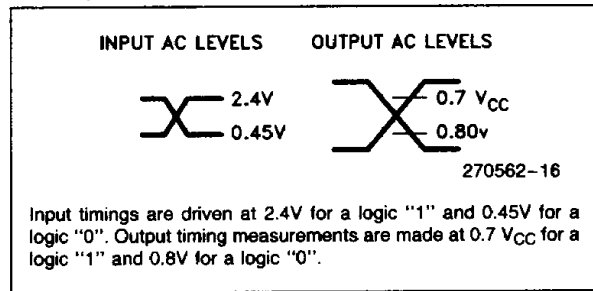 INPUT AC LEVELS OUTPUT AC LEVELS
2.4V 0.7 VCC
0.45V 0.80v
270562-16
Input timings are driven at 2.4V for a logic "1" and 0.45V for a
logic "0". Output timing measurements are made at 0.7 VCC for a
logic "1" and 0.8V for a logic "0".